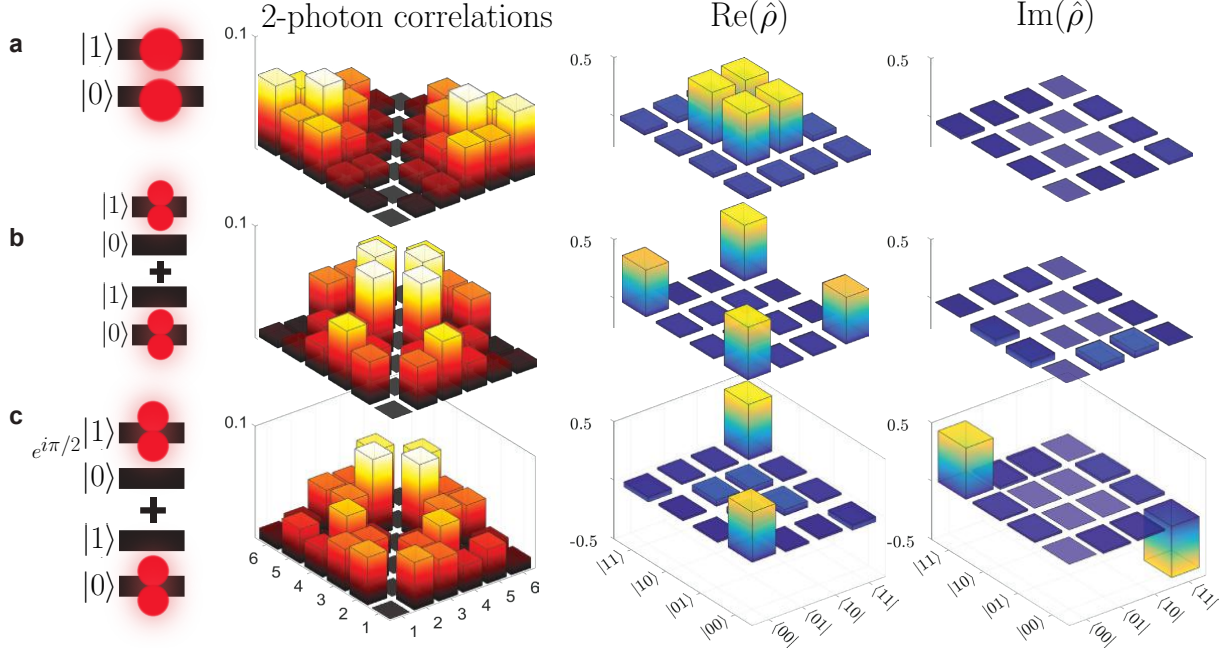 2-photon correlations Re(ρ̂) Im(ρ̂)
a
|1⟩
|0⟩
0.1
0.5
0.5
b
|1⟩
|0⟩
+
|1⟩
|0⟩
0.1
0.5
0.5
c
e^{iπ/2}|1⟩
|0⟩
+
|1⟩
|0⟩
0.1
6 5 4 3 2 1
1 2 3 4 5 6
0.5
0
-0.5
|11⟩ |10⟩ |01⟩ |00⟩
⟨00| ⟨01| ⟨10| ⟨11|
0.5
0
-0.5
|11⟩ |10⟩ |01⟩ |00⟩
⟨00| ⟨01| ⟨10| ⟨11|